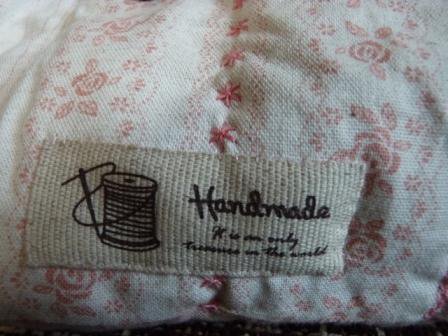 Handmade
It is an only
treasure in the world